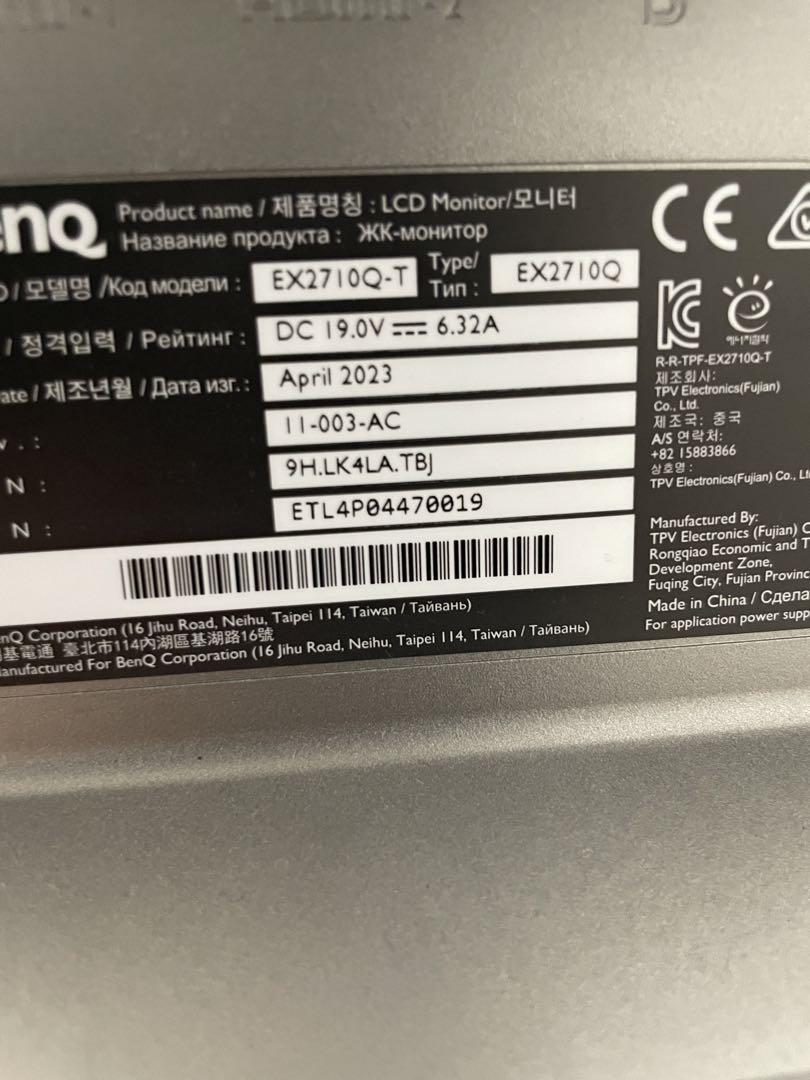 enQ
Product name / 제품명칭 : LCD Monitor/모니터
Название продукта : ЖК-монитор
/모델명 /Код модели : EX2710Q-T Type/ Тип : EX2710Q
/ 정격입력 / Рейтинг : DC 19.0V 6.32A
ate / 제조년월 / Дата изг.: April 2023
. : 11-003-AC
N : 9H.LK4LA.TBJ
N : ETL4P04470019
enQ Corporation (16 Jihu Road, Neihu, Taipei 114, Taiwan / Тайвань)
基電通 臺北市114內湖區基湖路16號
anufactured For BenQ Corporation (16 Jihu Road, Neihu, Taipei 114, Taiwan / Тайвань)
CE
에너지절약
R-R-TPF-EX2710Q-T
제조회사:
TPV Electronics(Fujian)
Co., Ltd.
제조국: 중국
A/S 연락처:
+82 15883866
상호명 :
TPV Electronics(Fujian) Co.,
Manufactured By:
TPV Electronics (Fujian)
Rongqiao Economic and
Development Zone,
Fuqing City, Fujian Provinc
Made in China / Сдела
For application power supp